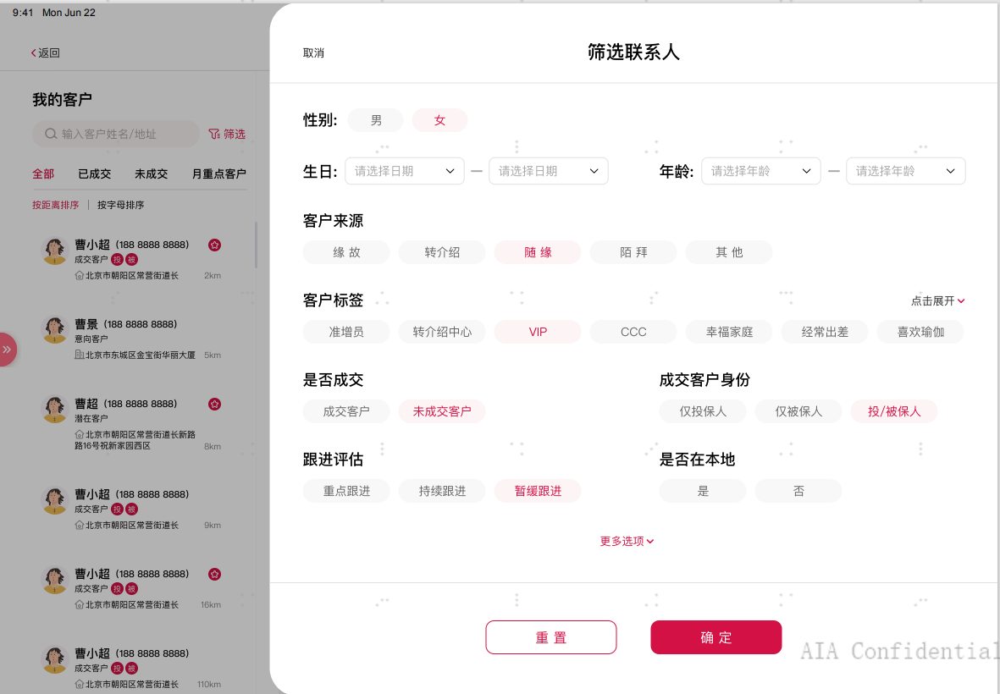 9:41 Mon Jun 22
返回
我的客户
输入客户姓名/地址
筛选
全部 已成交 未成交 月重点客户
按距离排序 按字母排序
曹小超 (188 8888 8888)
成交客户 投 被
北京市朝阳区常营街道长 2km
曹景 (188 8888 8888)
意向客户
北京市东城区金宝街华丽大厦 5km
曹超 (188 8888 8888)
潜在客户
北京市朝阳区常营街道长新路
路16号祝新家园西区 8km
曹小超 (188 8888 8888)
成交客户 投 被
北京市朝阳区常营街道长 9km
曹小超 (188 8888 8888)
成交客户 投 被
北京市朝阳区常营街道长 16km
曹小超 (188 8888 8888)
成交客户 投 被
北京市朝阳区常营街道长 110km
取消
筛选联系人
性别: 男 女
生日: 请选择日期 — 请选择日期 年龄: 请选择年龄 — 请选择年龄
客户来源
缘 故 转介绍 随 缘 陌 拜 其 他
客户标签 点击展开
准增员 转介绍中心 VIP CCC 幸福家庭 经常出差 喜欢瑜伽
是否成交 成交客户身份
成交客户 未成交客户 仅投保人 仅被保人 投/被保人
跟进评估 是否在本地
重点跟进 持续跟进 暂缓跟进 是 否
更多选项
重 置 确 定
AIA Confidential